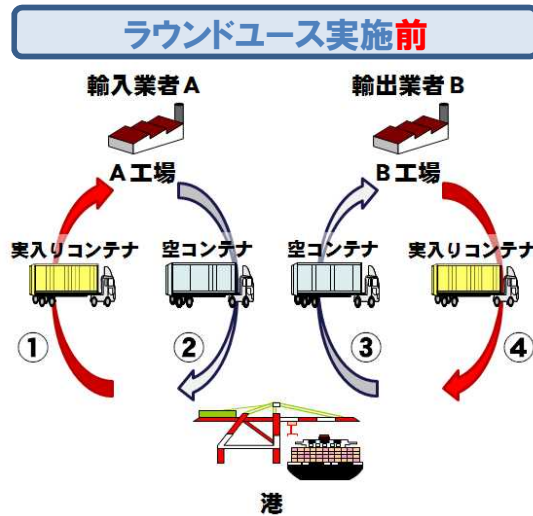 ラウンドユース実施前
輸入業者A
輸出業者B
A工場
B工場
実入りコンテナ
空コンテナ
空コンテナ
実入りコンテナ
①
②
③
④
港